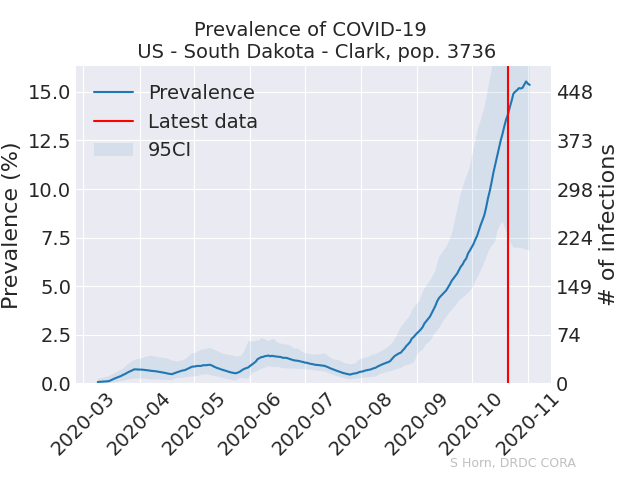 Prevalence of COVID-19
US - South Dakota - Clark, pop. 3736
Prevalence
Latest data
95CI
Prevalence (%)
15.0
12.5
10.0
7.5
5.0
2.5
0.0
448
373
298
224
149
74
0
# of infections
2020-03
2020-04
2020-05
2020-06
2020-07
2020-08
2020-09
2020-10
2020-11
S Horn, DRDC CORA